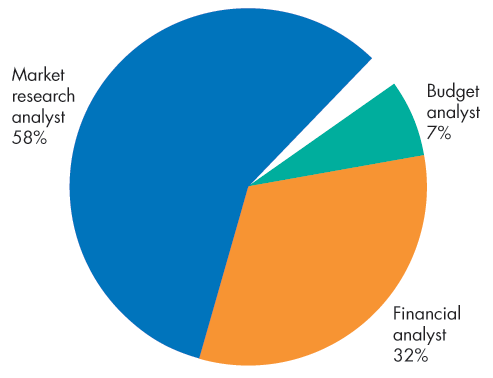 Market
research
analyst
58%
Budget
analyst
7%
Financial
analyst
32%